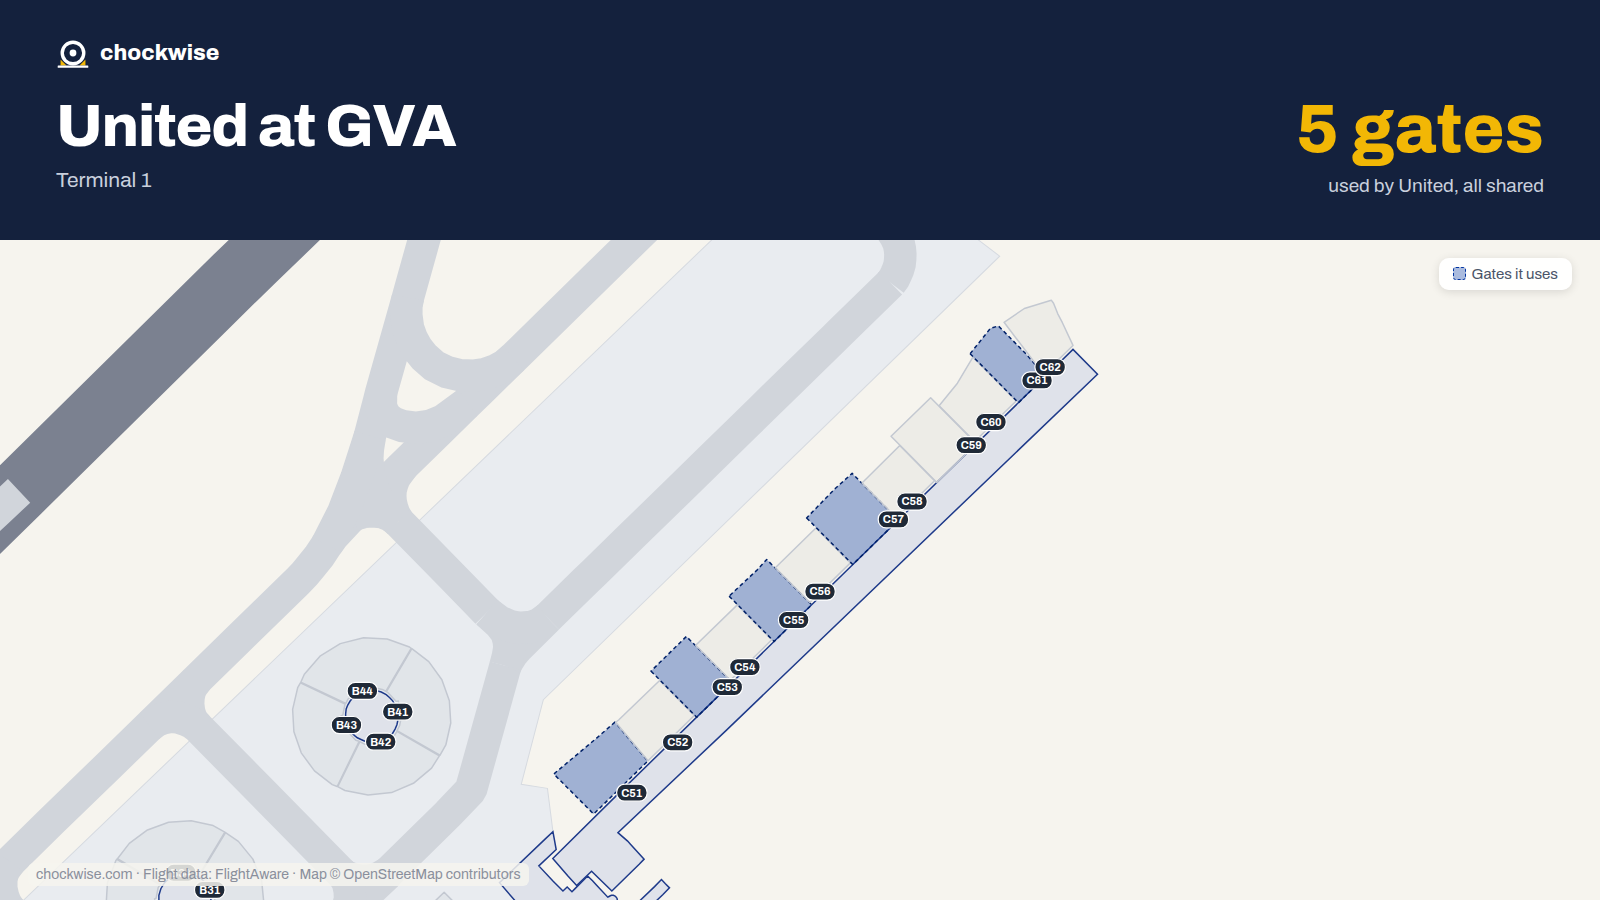 chockwise
United at GVA
Terminal 1
5 gates
used by United, all shared
Gates it uses
C62
C61
C60
C59
C58
C57
C56
C55
C54
C53
C52
C51
B44
B41
B43
B42
B31
chockwise.com · Flight data: FlightAware · Map © OpenStreetMap contributors